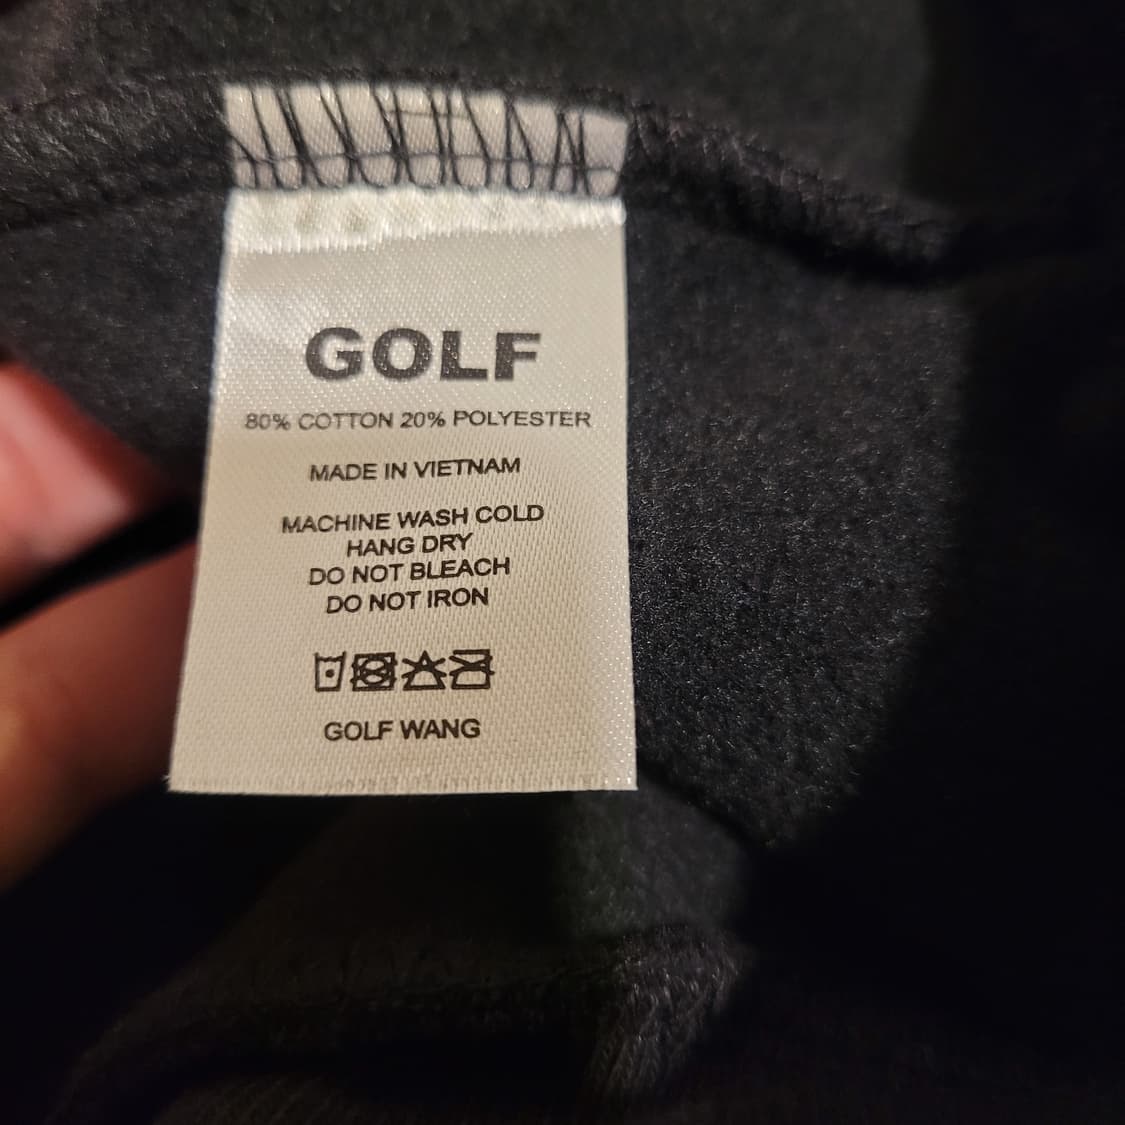 GOLF
80% COTTON 20% POLYESTER
MADE IN VIETNAM
MACHINE WASH COLD
HANG DRY
DO NOT BLEACH
DO NOT IRON
GOLF WANG